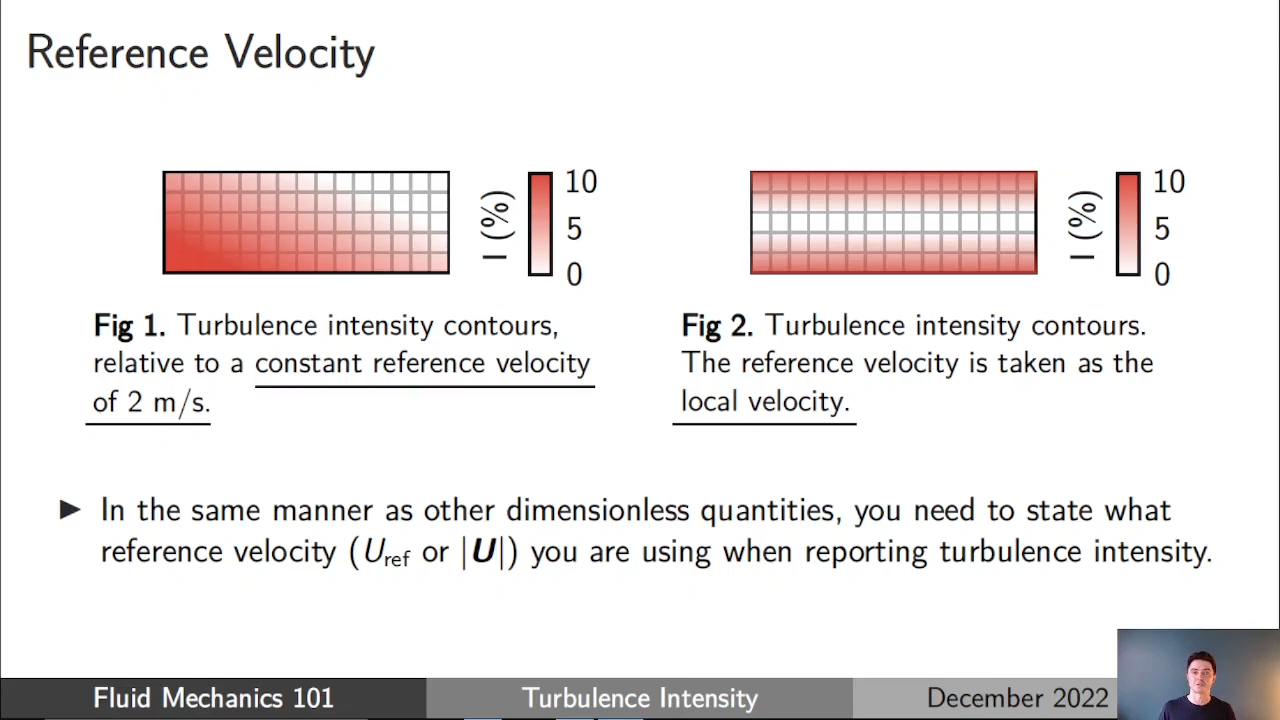 Reference Velocity
I (%)
10
5
0
I (%)
10
5
0
Fig 1. Turbulence intensity contours,
relative to a constant reference velocity
of 2 m/s.
Fig 2. Turbulence intensity contours.
The reference velocity is taken as the
local velocity.
▶ In the same manner as other dimensionless quantities, you need to state what
reference velocity (Uref or |U|) you are using when reporting turbulence intensity.
Fluid Mechanics 101
Turbulence Intensity
December 2022